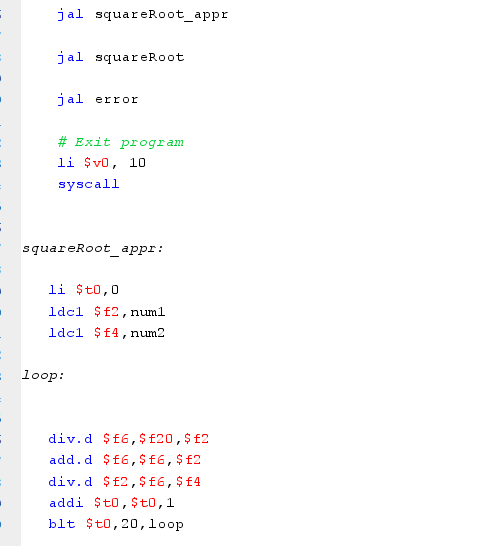 jal squareRoot_appr
jal squareRoot
jal error
# Exit program
li $v0, 10
syscall
squareRoot_appr:
li $t0,0
ldc1 $f2,num1
ldc1 $f4,num2
loop:
div.d $f6,$f20,$f2
add.d $f6,$f6,$f2
div.d $f2,$f6,$f4
addi $t0,$t0,1
blt $t0,20,loop